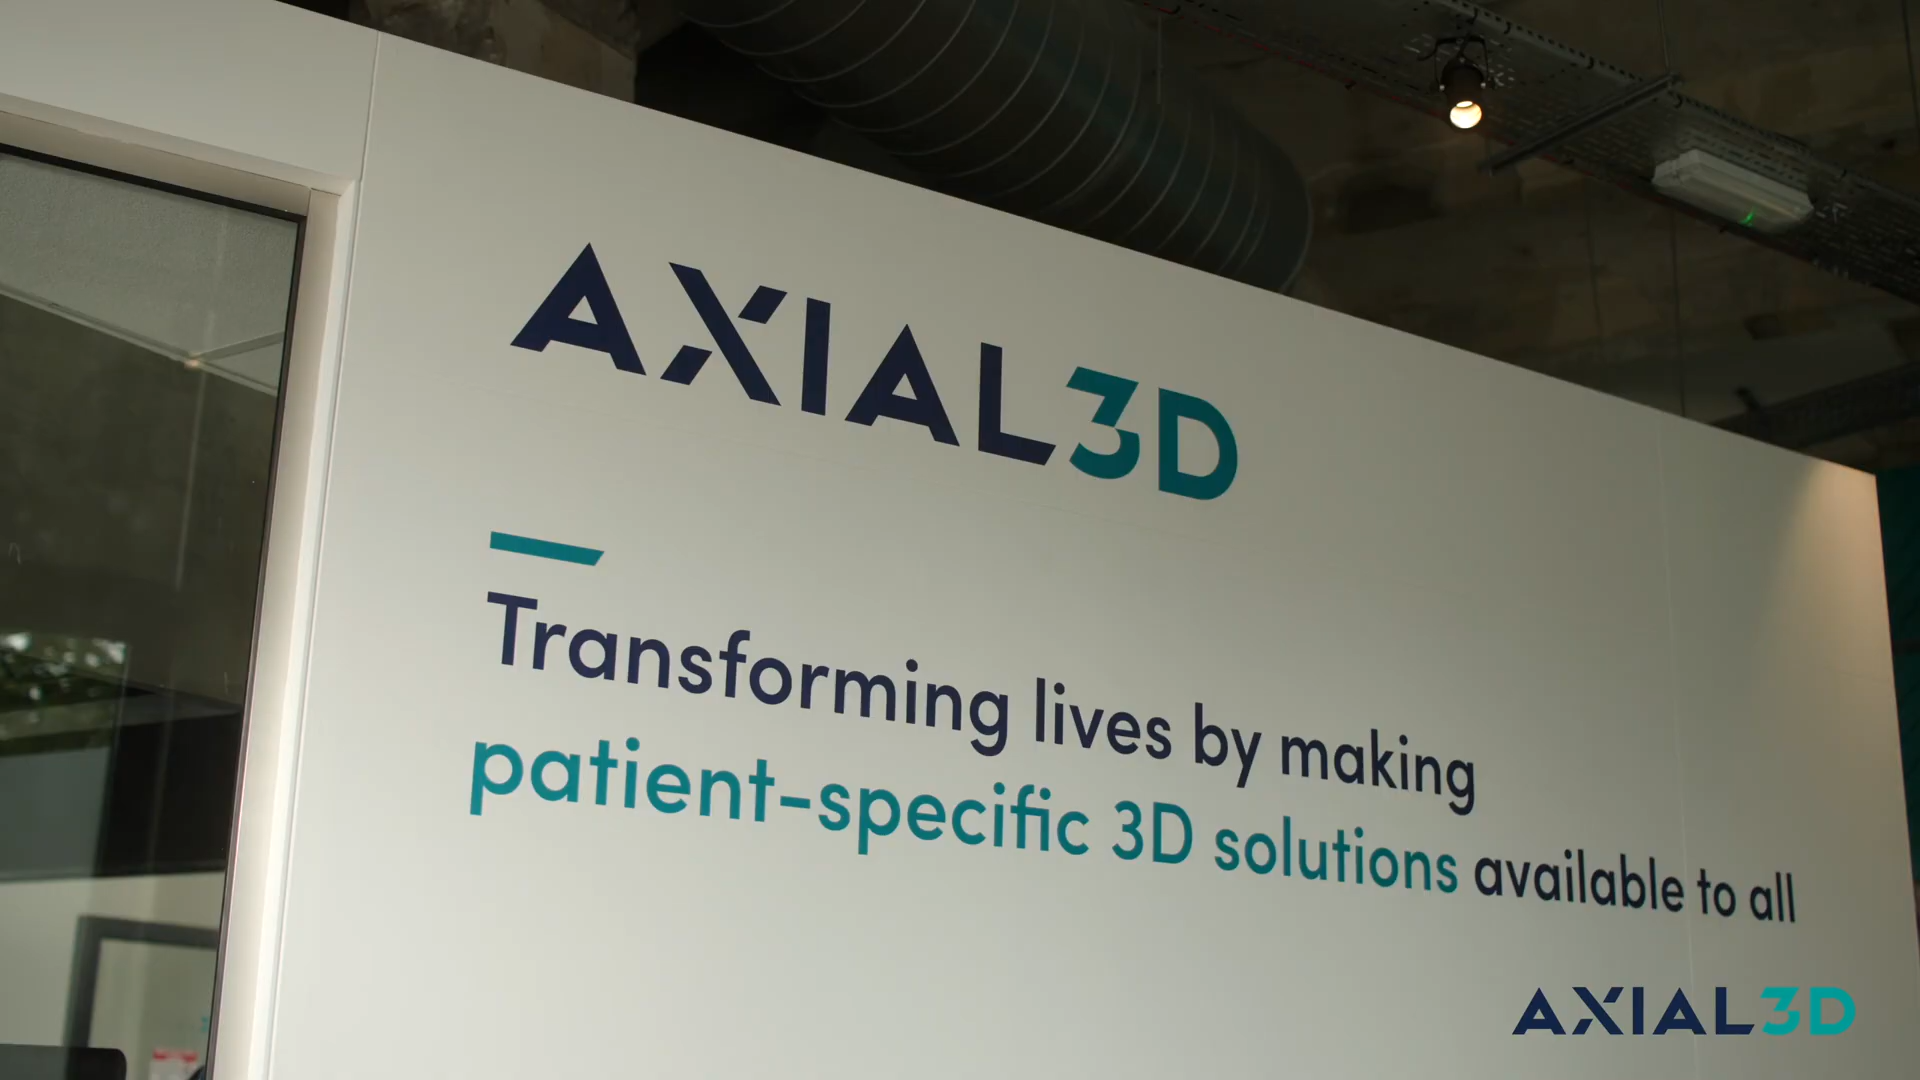 AXIAL3D
Transforming lives by making
patient-specific 3D solutions available to all
AXIAL3D